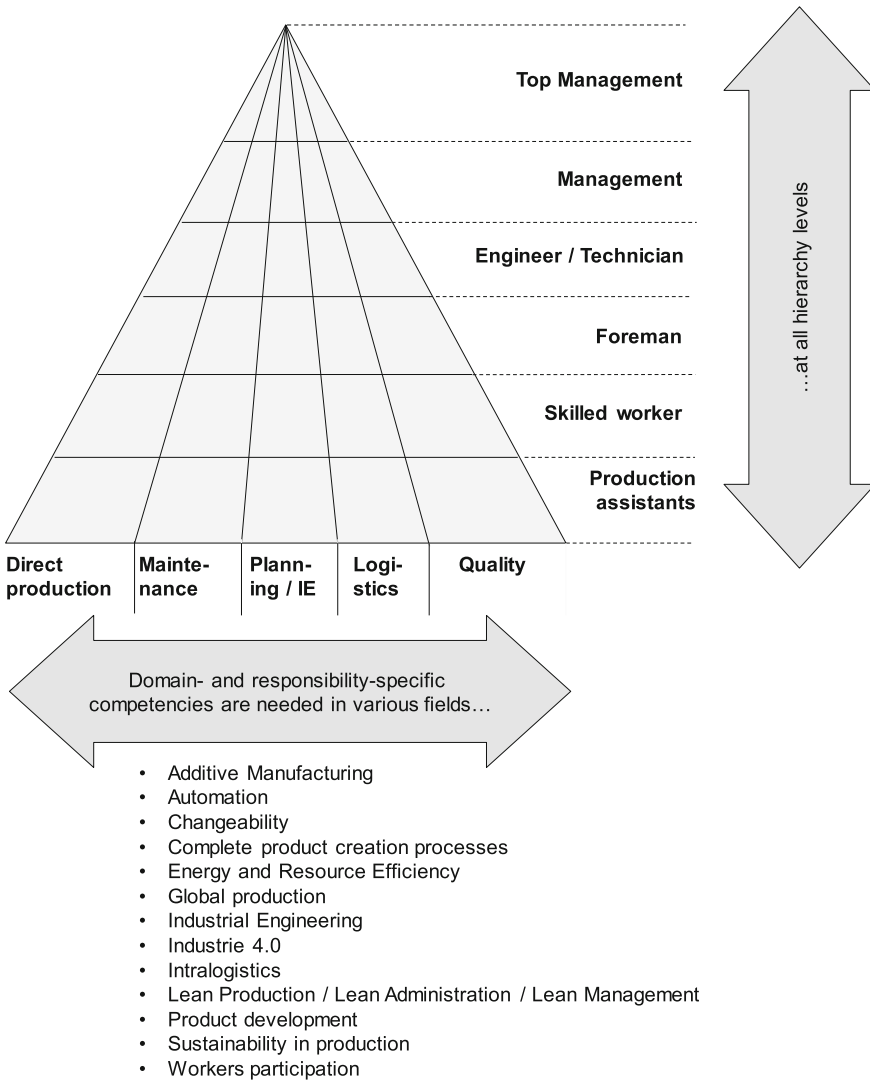 Top Management
Management
Engineer / Technician
Foreman
Skilled worker
Production
assistants
…at all hierarchy levels
Direct
production
Mainte-
nance
Plann-
ing / IE
Logi-
stics
Quality
Domain- and responsibility-specific
competencies are needed in various fields…
• Additive Manufacturing
• Automation
• Changeability
• Complete product creation processes
• Energy and Resource Efficiency
• Global production
• Industrial Engineering
• Industrie 4.0
• Intralogistics
• Lean Production / Lean Administration / Lean Management
• Product development
• Sustainability in production
• Workers participation